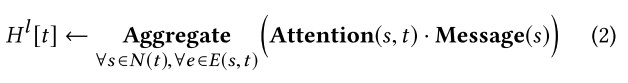 H^l[t] ← Aggregate(Attention(s, t) · Message(s)) (2)
∀s∈N(t),∀e∈E(s,t)